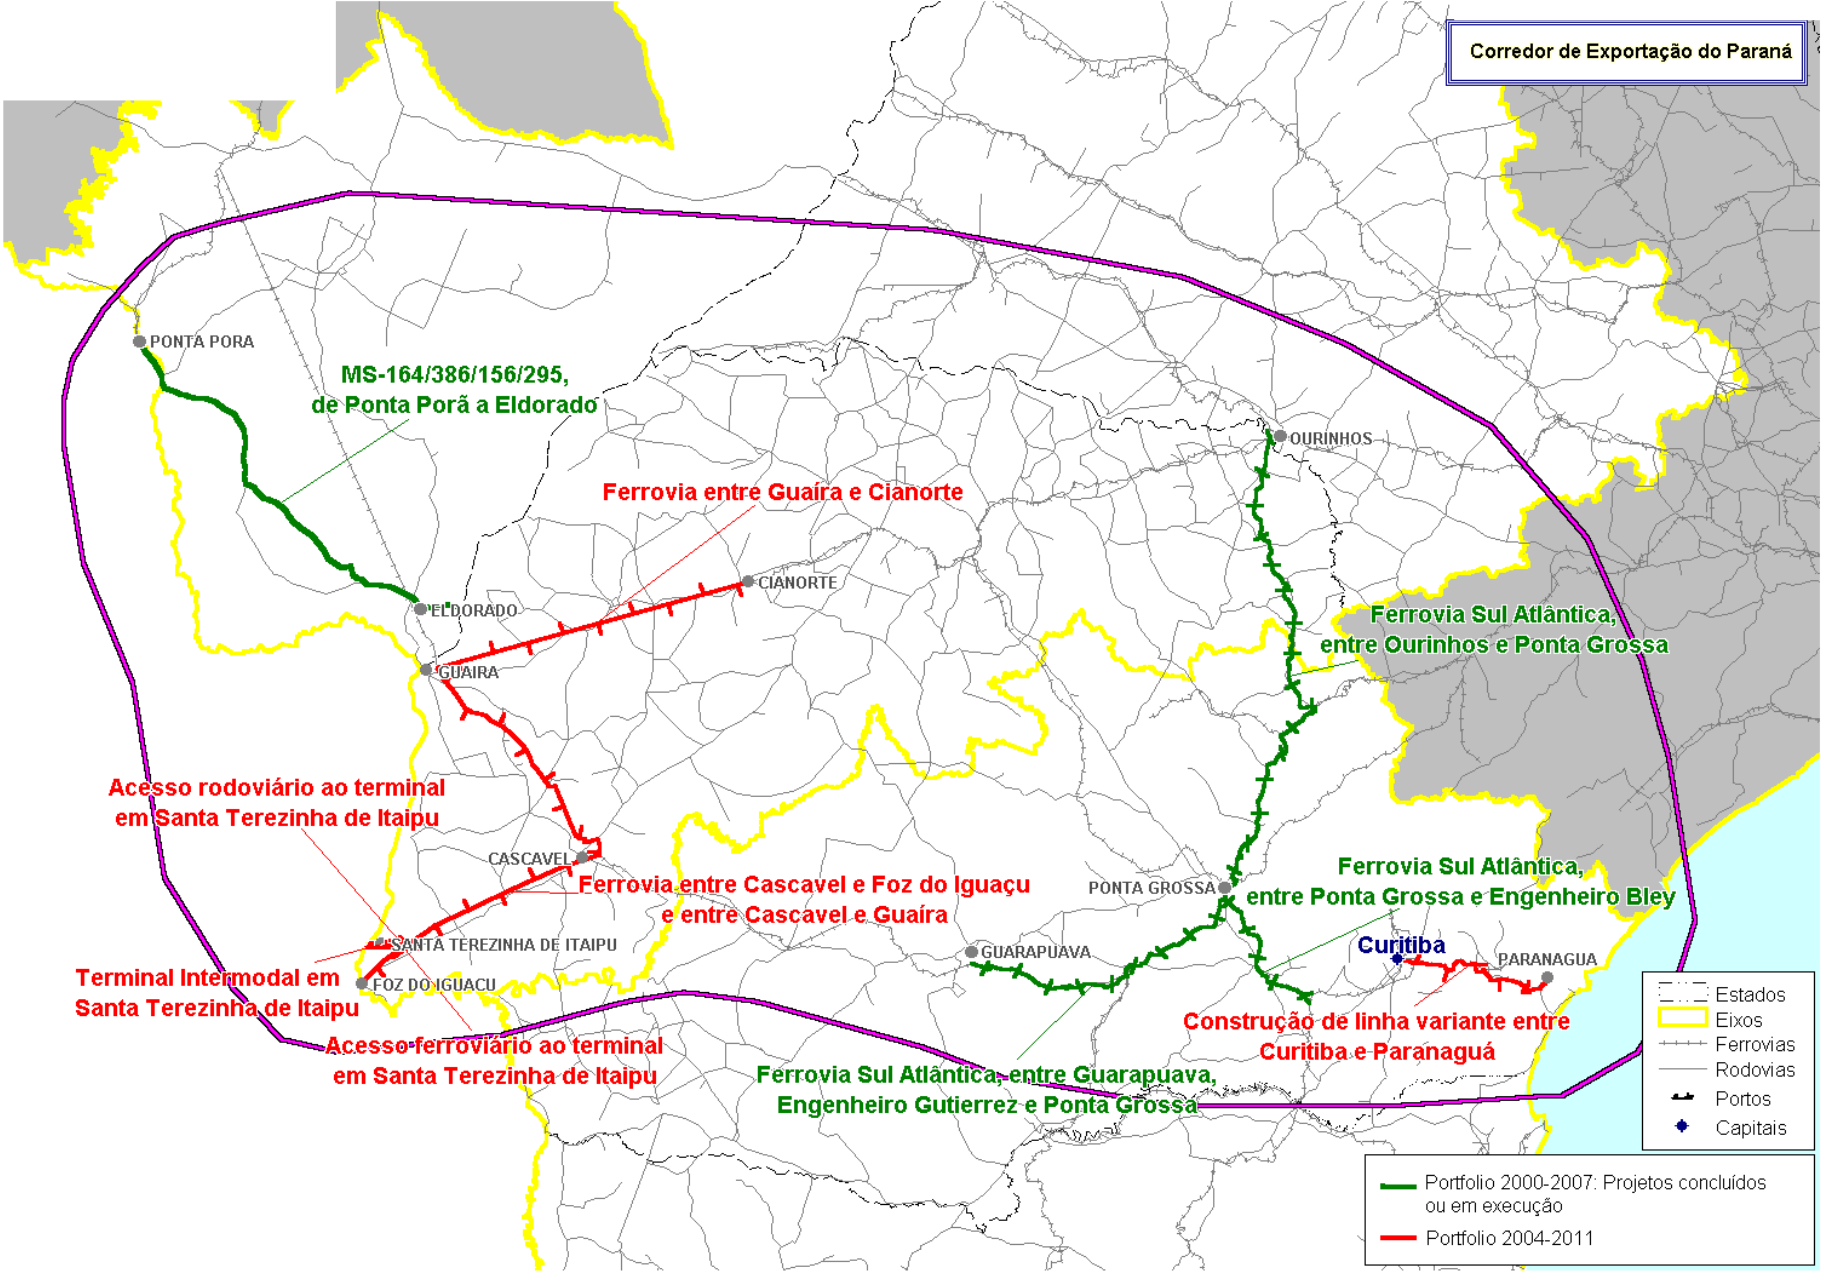 Corredor de Exportação do Paraná
PONTA PORA
MS-164/386/156/295,
de Ponta Porã a Eldorado
OURINHOS
Ferrovia entre Guaíra e Cianorte
CIANORTE
ELDORADO
Ferrovia Sul Atlântica,
entre Ourinhos e Ponta Grossa
GUAIRA
Acesso rodoviário ao terminal
em Santa Terezinha de Itaipu
CASCAVEL
Ferrovia entre Cascavel e Foz do Iguaçu
e entre Cascavel e Guaíra
PONTA GROSSA
Ferrovia Sul Atlântica,
entre Ponta Grossa e Engenheiro Bley
SANTA TEREZINHA DE ITAIPU
GUARAPUAVA
Curitiba
PARANAGUA
Terminal Intermodal em
Santa Terezinha de Itaipu
FOZ DO IGUACU
Construção de linha variante entre
Curitiba e Paranaguá
Acesso ferroviário ao terminal
em Santa Terezinha de Itaipu
Ferrovia Sul Atlântica, entre Guarapuava,
Engenheiro Gutierrez e Ponta Grossa
Estados
Eixos
Ferrovias
Rodovias
Portos
Capitais
Portfolio 2000-2007: Projetos concluídos
ou em execução
Portfolio 2004-2011